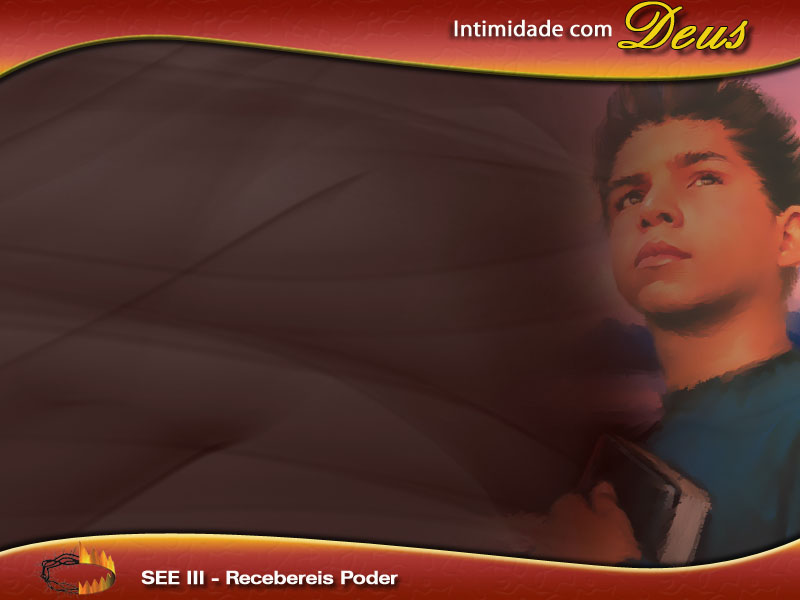 Intimidade com Deus
SEE III - Recebereis Poder